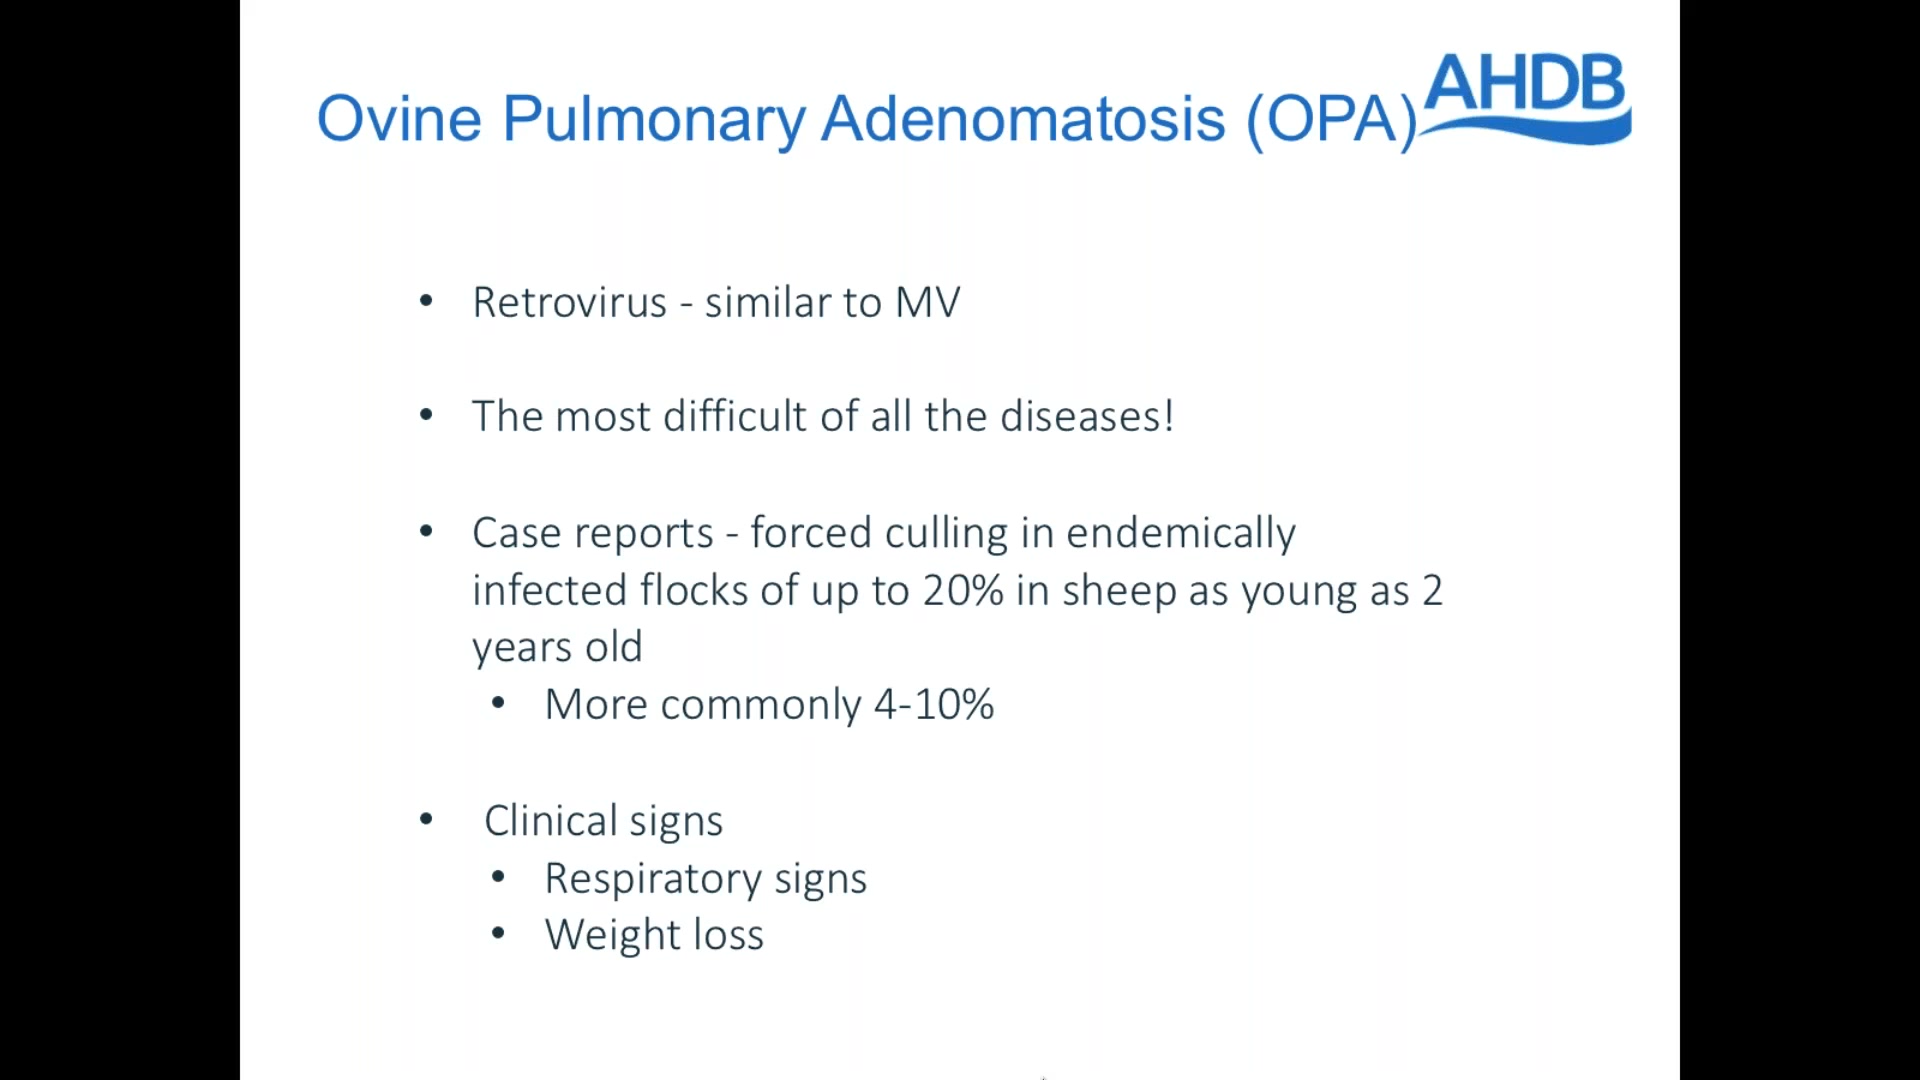 Ovine Pulmonary Adenomatosis (OPA)
AHDB
• Retrovirus - similar to MV
• The most difficult of all the diseases!
• Case reports - forced culling in endemically
infected flocks of up to 20% in sheep as young as 2
years old
• More commonly 4-10%
• Clinical signs
• Respiratory signs
• Weight loss